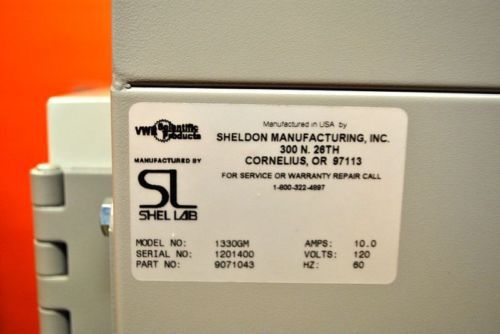 VWR Scientific Products
Manufactured in USA by
SHELDON MANUFACTURING, INC.
300 N. 26TH
CORNELIUS, OR 97113
FOR SERVICE OR WARRANTY REPAIR CALL
1-800-322-4897
MANUFACTURED BY
SL
SHEL LAB
MODEL NO: 1330GM AMPS: 10.0
SERIAL NO: 1201400 VOLTS: 120
PART NO: 9071043 HZ: 60